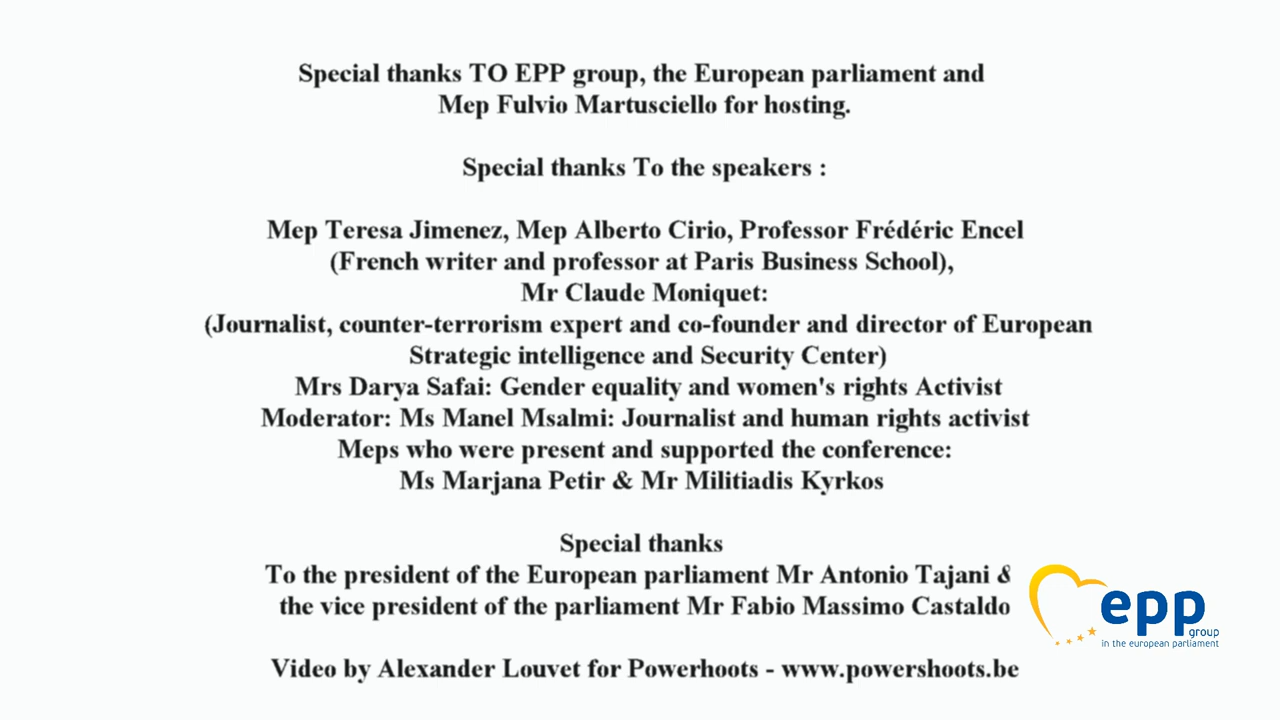 Special thanks TO EPP group, the European parliament and
Mep Fulvio Martusciello for hosting.
Special thanks To the speakers :
Mep Teresa Jimenez, Mep Alberto Cirio, Professor Frédéric Encel
(French writer and professor at Paris Business School),
Mr Claude Moniquet:
(Journalist, counter-terrorism expert and co-founder and director of European
Strategic intelligence and Security Center)
Mrs Darya Safai: Gender equality and women's rights Activist
Moderator: Ms Manel Msalmi: Journalist and human rights activist
Meps who were present and supported the conference:
Ms Marjana Petir & Mr Militiadis Kyrkos
Special thanks
To the president of the European parliament Mr Antonio Tajani &
the vice president of the parliament Mr Fabio Massimo Castaldo
epp
group
in the european parliament
Video by Alexander Louvet for Powerhoots - www.powershoots.be